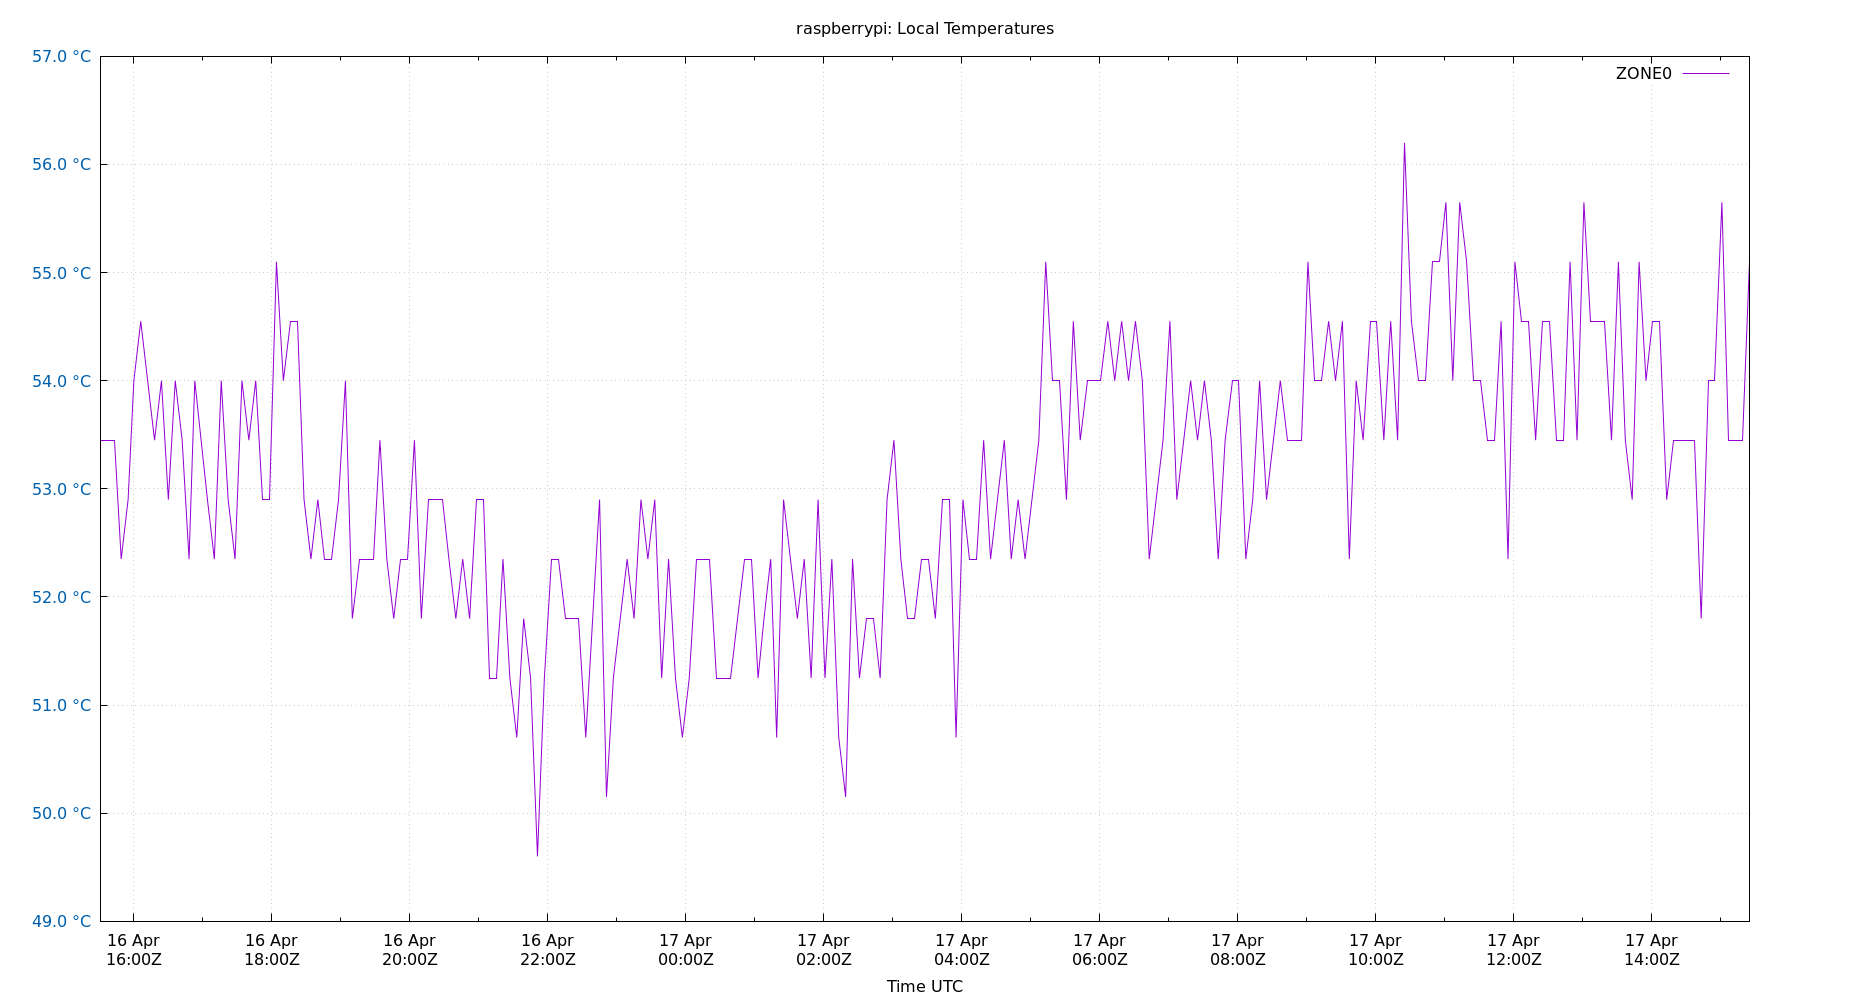 raspberrypi: Local Temperatures
57.0 °C
56.0 °C
55.0 °C
54.0 °C
53.0 °C
52.0 °C
51.0 °C
50.0 °C
49.0 °C
ZONE0
16 Apr
16:00Z
16 Apr
18:00Z
16 Apr
20:00Z
16 Apr
22:00Z
17 Apr
00:00Z
17 Apr
02:00Z
17 Apr
04:00Z
17 Apr
06:00Z
17 Apr
08:00Z
17 Apr
10:00Z
17 Apr
12:00Z
17 Apr
14:00Z
Time UTC